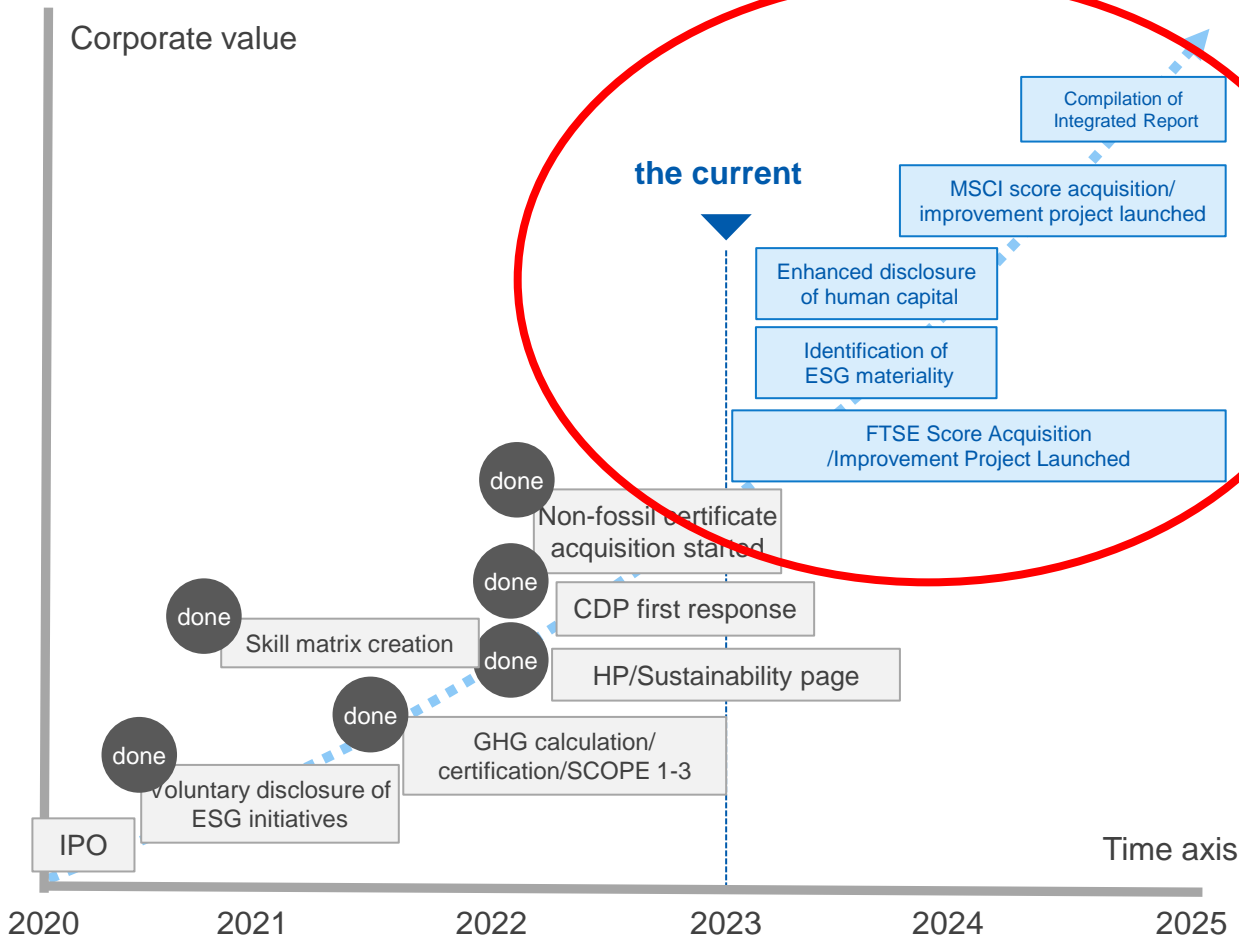 Corporate value
Compilation of
Integrated Report
the current
MSCI score acquisition/
improvement project launched
Enhanced disclosure
of human capital
Identification of
ESG materiality
FTSE Score Acquisition
/Improvement Project Launched
done
Non-fossil certificate
acquisition started
done
CDP first response
done
Skill matrix creation
done
HP/Sustainability page
done
GHG calculation/
certification/SCOPE 1-3
done
Voluntary disclosure of
ESG initiatives
IPO
Time axis
2020
2021
2022
2023
2024
2025